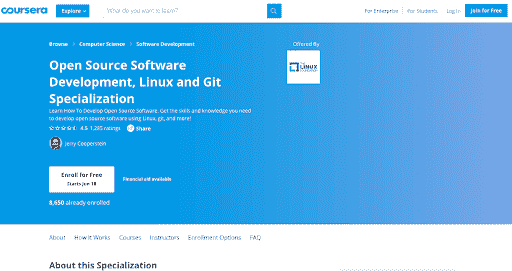 coursera
Explore
What do you want to learn?
For Enterprise
For Students
Log In
Join for Free
Browse > Computer Science > Software Development
Offered By
THE LINUX FOUNDATION
Open Source Software
Development, Linux and Git
Specialization
Learn How To Develop Open Source Software. Get the skills and knowledge you need
to develop open source software using Linux, git, and more!
4.5 1,285 ratings
Share
Jerry Cooperstein
Enroll for Free
Starts Jun 18
Financial aid available
8,650 already enrolled
About How It Works Courses Instructors Enrollment Options FAQ
About this Specialization